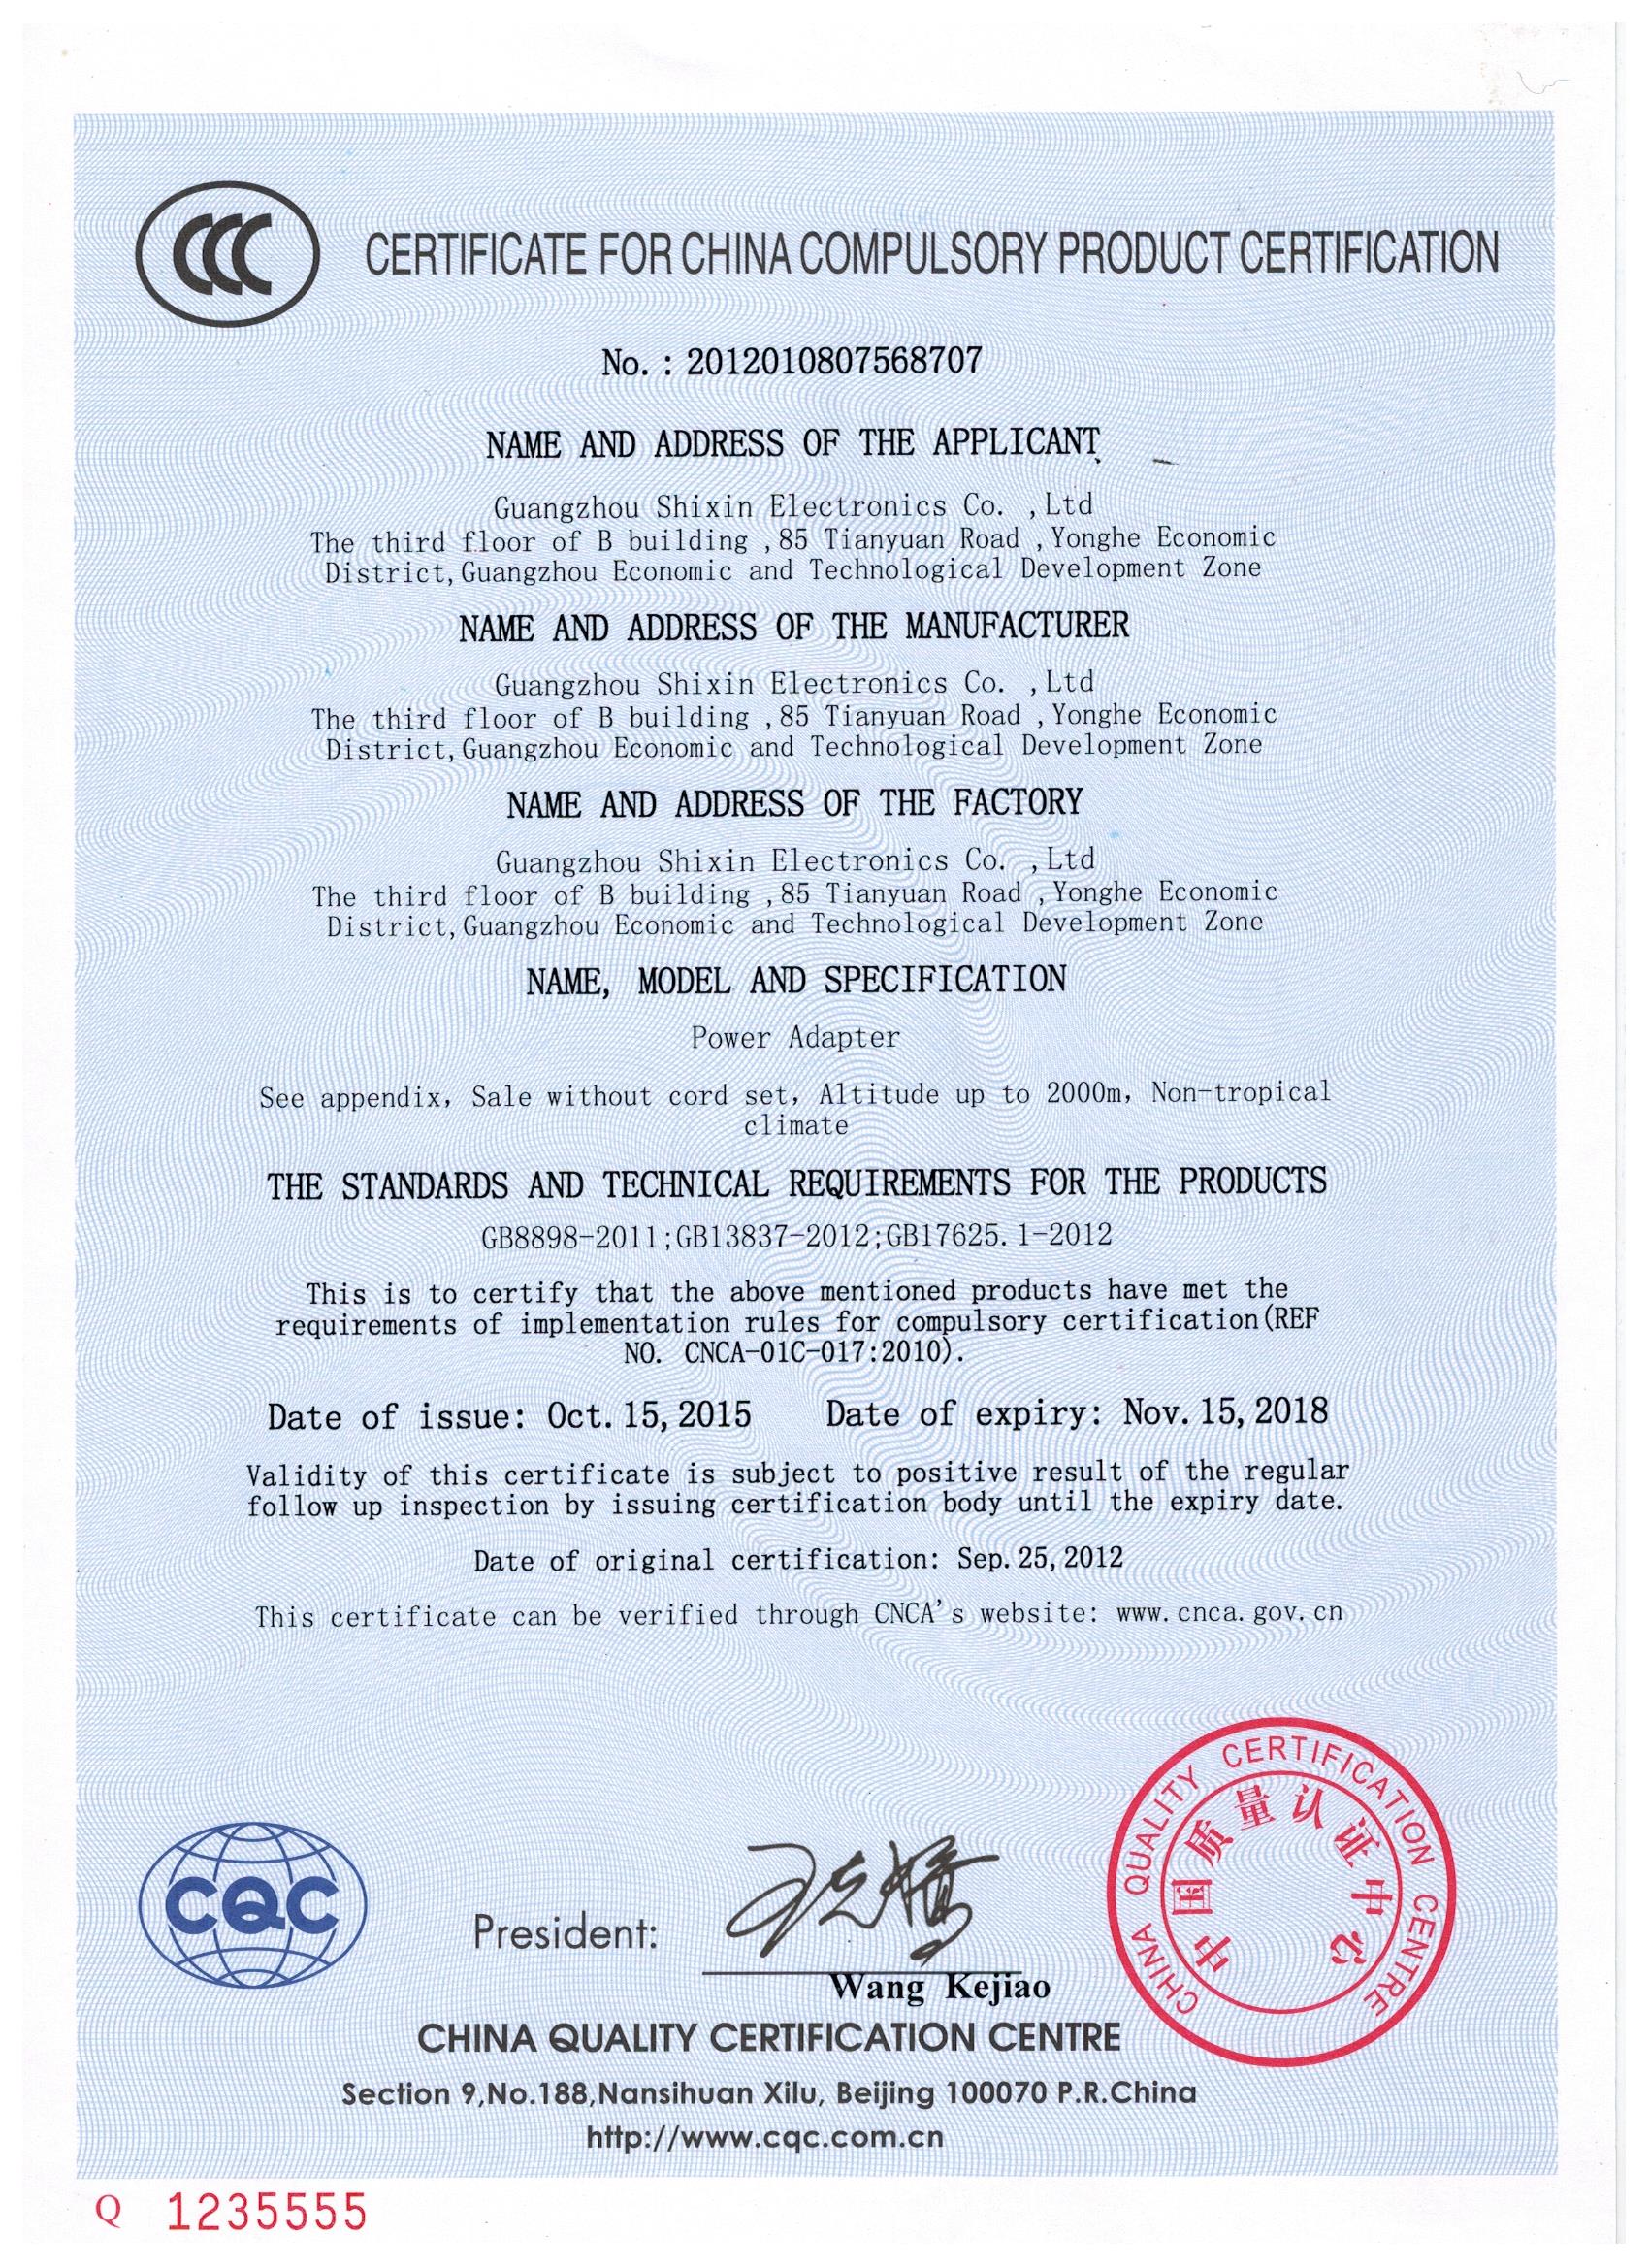 CCC
CERTIFICATE FOR CHINA COMPULSORY PRODUCT CERTIFICATION
No. : 2012010807568707
NAME AND ADDRESS OF THE APPLICANT
Guangzhou Shixin Electronics Co. ,Ltd
The third floor of B building ,85 Tianyuan Road ,Yonghe Economic
District,Guangzhou Economic and Technological Development Zone
NAME AND ADDRESS OF THE MANUFACTURER
Guangzhou Shixin Electronics Co. ,Ltd
The third floor of B building ,85 Tianyuan Road ,Yonghe Economic
District,Guangzhou Economic and Technological Development Zone
NAME AND ADDRESS OF THE FACTORY
Guangzhou Shixin Electronics Co. ,Ltd
The third floor of B building ,85 Tianyuan Road ,Yonghe Economic
District,Guangzhou Economic and Technological Development Zone
NAME, MODEL AND SPECIFICATION
Power Adapter
See appendix, Sale without cord set, Altitude up to 2000m, Non-tropical
climate
THE STANDARDS AND TECHNICAL REQUIREMENTS FOR THE PRODUCTS
GB8898-2011;GB13837-2012;GB17625.1-2012
This is to certify that the above mentioned products have met the
requirements of implementation rules for compulsory certification(REF
NO. CNCA-01C-017:2010).
Date of issue: Oct. 15, 2015 Date of expiry: Nov. 15, 2018
Validity of this certificate is subject to positive result of the regular
follow up inspection by issuing certification body until the expiry date.
Date of original certification: Sep. 25, 2012
This certificate can be verified through CNCA's website: www.cnca.gov.cn
CHINA QUALITY CERTIFICATION CENTRE
中国质量认证中心
CQC
President:
Wang Kejiao
CHINA QUALITY CERTIFICATION CENTRE
Section 9,No.188,Nansihuan Xilu, Beijing 100070 P.R.China
http://www.cqc.com.cn
Q 1235555